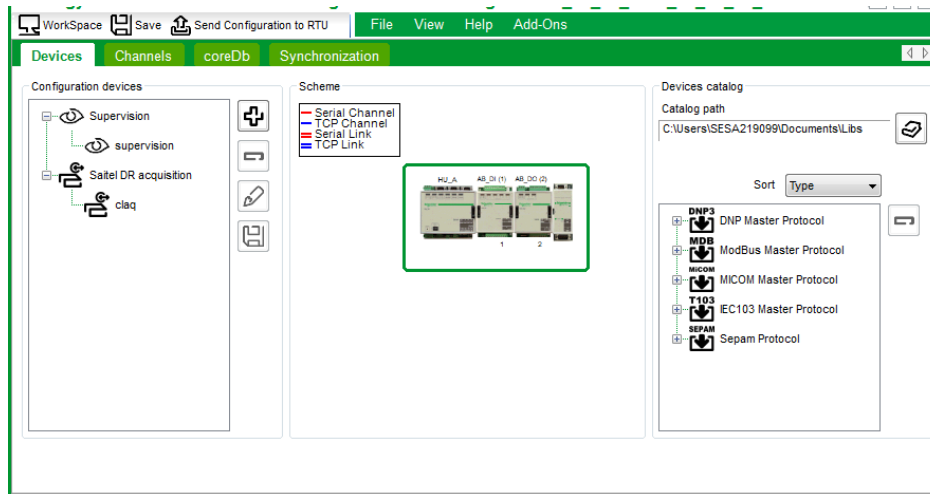 WorkSpace Save Send Configuration to RTU File View Help Add-Ons
Devices Channels coreDb Synchronization
Configuration devices
Supervision
supervision
Saitel DR acquisition
claq
Scheme
Serial Channel
TCP Channel
Serial Link
TCP Link
HU_A AB_DI (1) AB_DO (2)
1 2
Devices catalog
Catalog path
C:\Users\SESA219099\Documents\Libs
Sort Type
DNP3
DNP Master Protocol
MDB
ModBus Master Protocol
MiCOM
MICOM Master Protocol
T103
IEC103 Master Protocol
SEPAM
Sepam Protocol